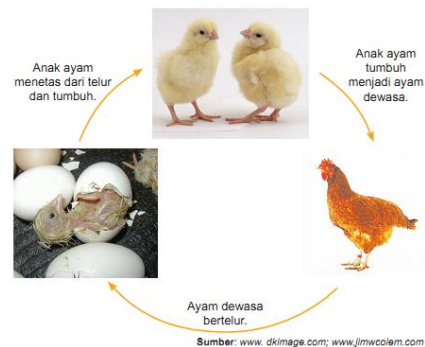 Anak ayam
menetas dari telur
dan tumbuh.
Anak ayam
tumbuh
menjadi ayam
dewasa.
Ayam dewasa
bertelur.
Sumber: www. dkimage.com; www.jimwcolem.com